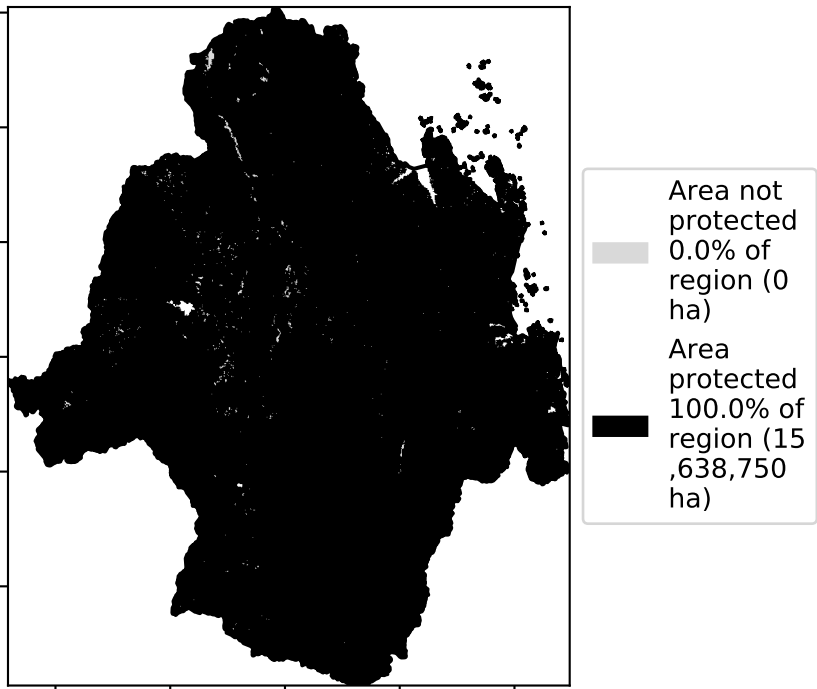 Area not
protected
0.0% of
region (0
ha)
Area
protected
100.0% of
region (15
,638,750
ha)